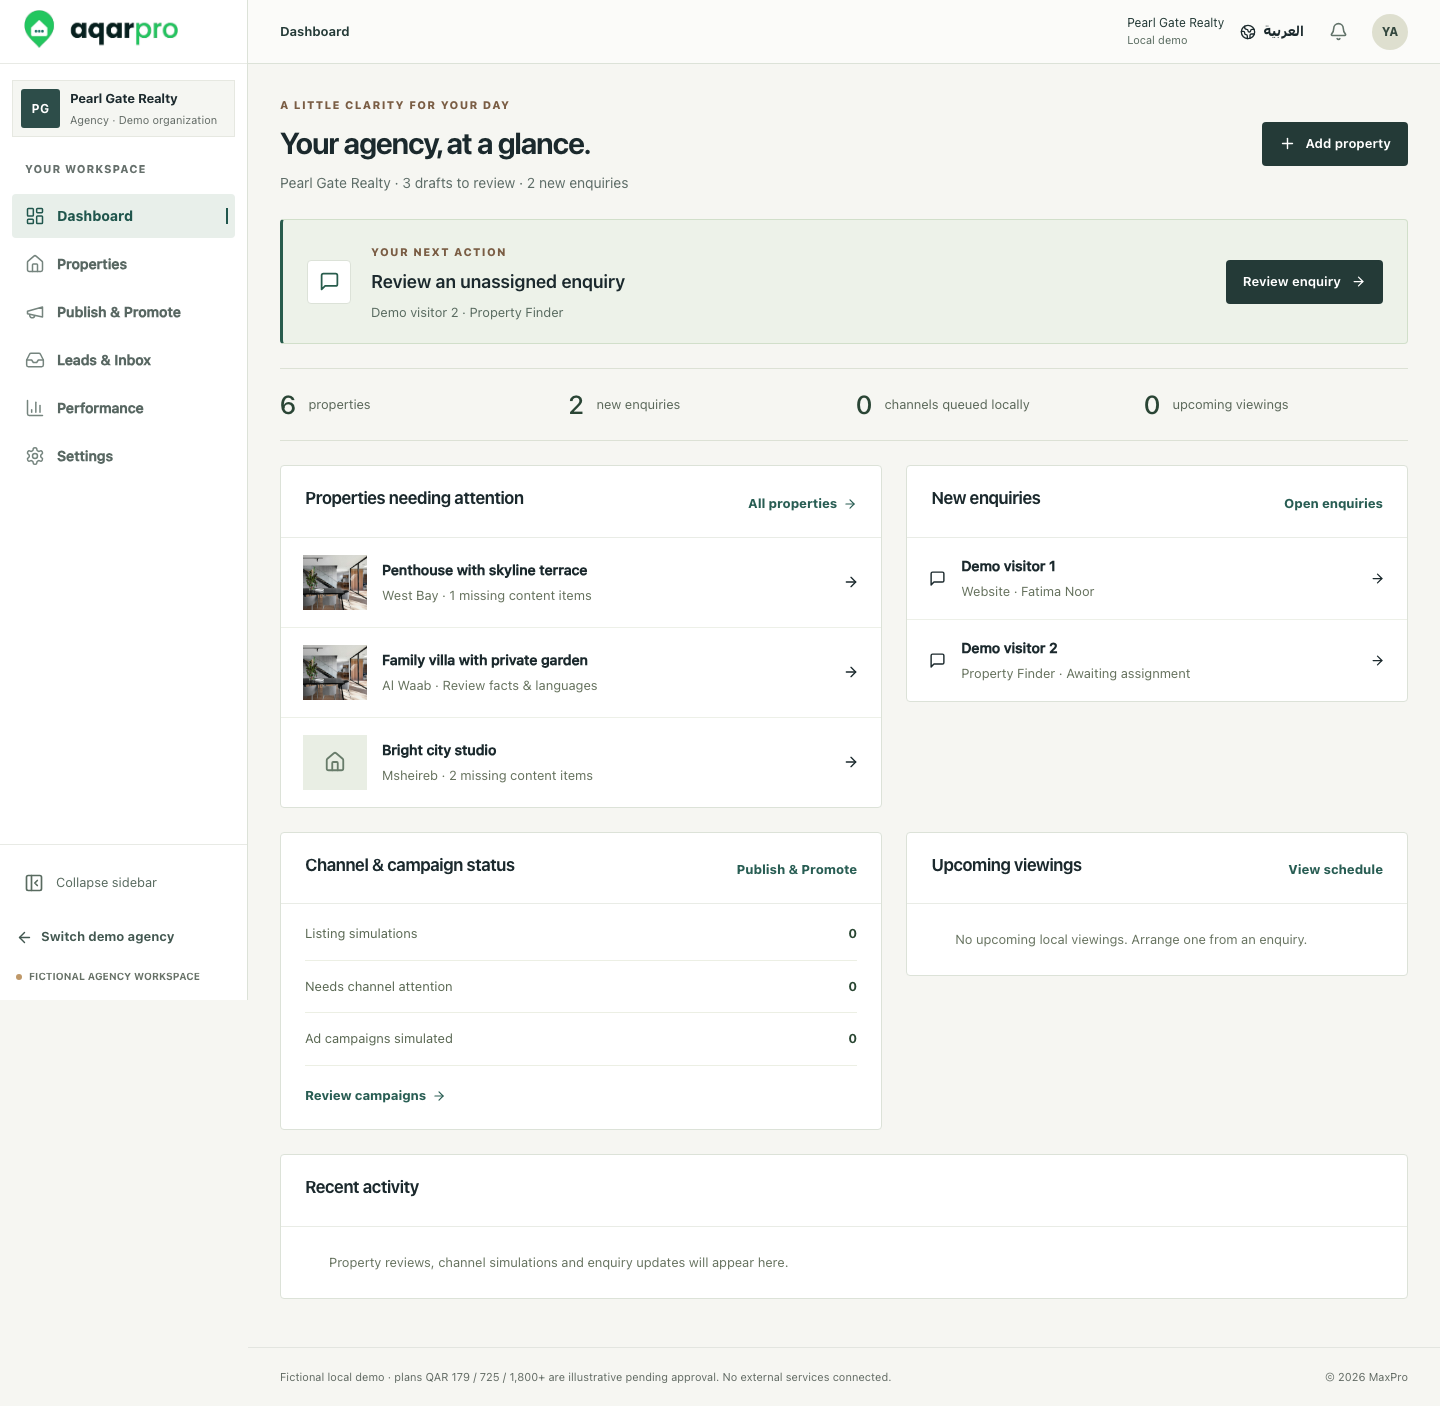 aqarpro
Dashboard
Pearl Gate Realty
Local demo
العربية
YA
PG
Pearl Gate Realty
Agency · Demo organization
YOUR WORKSPACE
Dashboard
Properties
Publish & Promote
Leads & Inbox
Performance
Settings
Collapse sidebar
Switch demo agency
FICTIONAL AGENCY WORKSPACE
A LITTLE CLARITY FOR YOUR DAY
Your agency, at a glance.
Pearl Gate Realty · 3 drafts to review · 2 new enquiries
Add property
YOUR NEXT ACTION
Review an unassigned enquiry
Demo visitor 2 · Property Finder
Review enquiry
6 properties
2 new enquiries
0 channels queued locally
0 upcoming viewings
Properties needing attention
All properties
Penthouse with skyline terrace
West Bay · 1 missing content items
Family villa with private garden
Al Waab · Review facts & languages
Bright city studio
Msheireb · 2 missing content items
New enquiries
Open enquiries
Demo visitor 1
Website · Fatima Noor
Demo visitor 2
Property Finder · Awaiting assignment
Channel & campaign status
Publish & Promote
Listing simulations 0
Needs channel attention 0
Ad campaigns simulated 0
Review campaigns
Upcoming viewings
View schedule
No upcoming local viewings. Arrange one from an enquiry.
Recent activity
Property reviews, channel simulations and enquiry updates will appear here.
Fictional local demo · plans QAR 179 / 725 / 1,800+ are illustrative pending approval. No external services connected.
© 2026 MaxPro